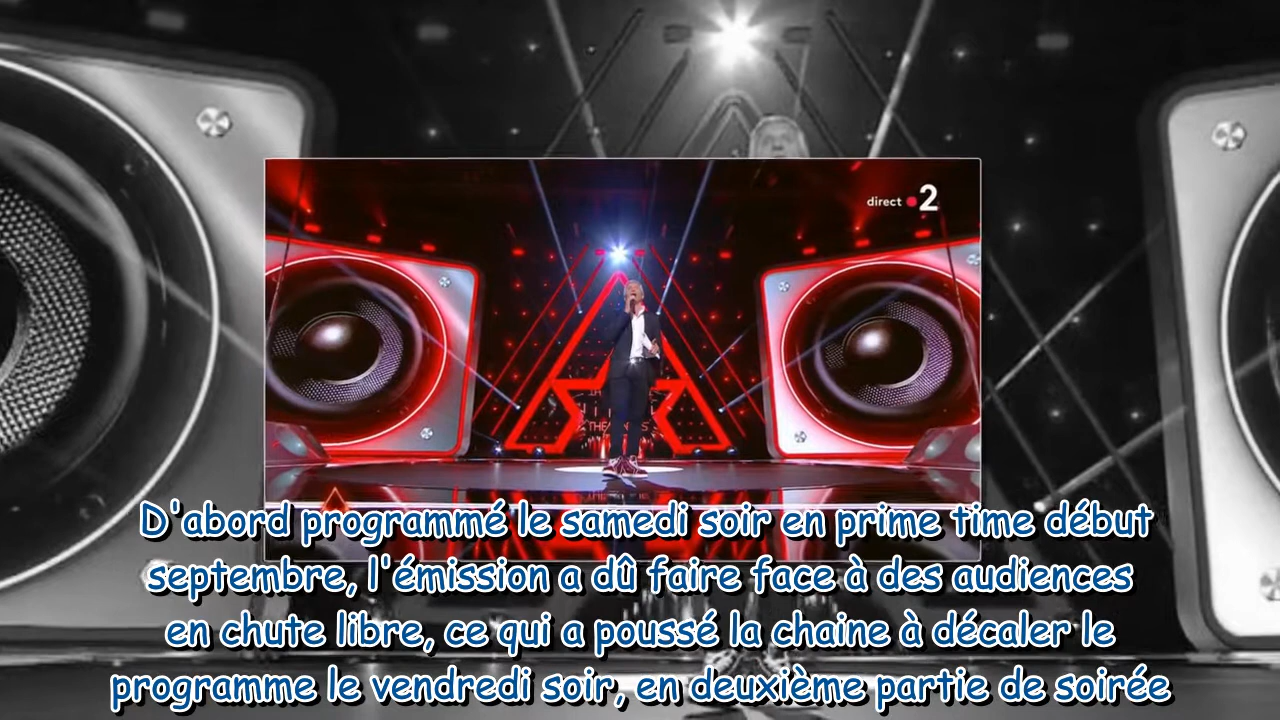 direct 2
D'abord programmé le samedi soir en prime time début
septembre, l'émission a dû faire face à des audiences
en chute libre, ce qui a poussé la chaine à décaler le
programme le vendredi soir, en deuxième partie de soirée